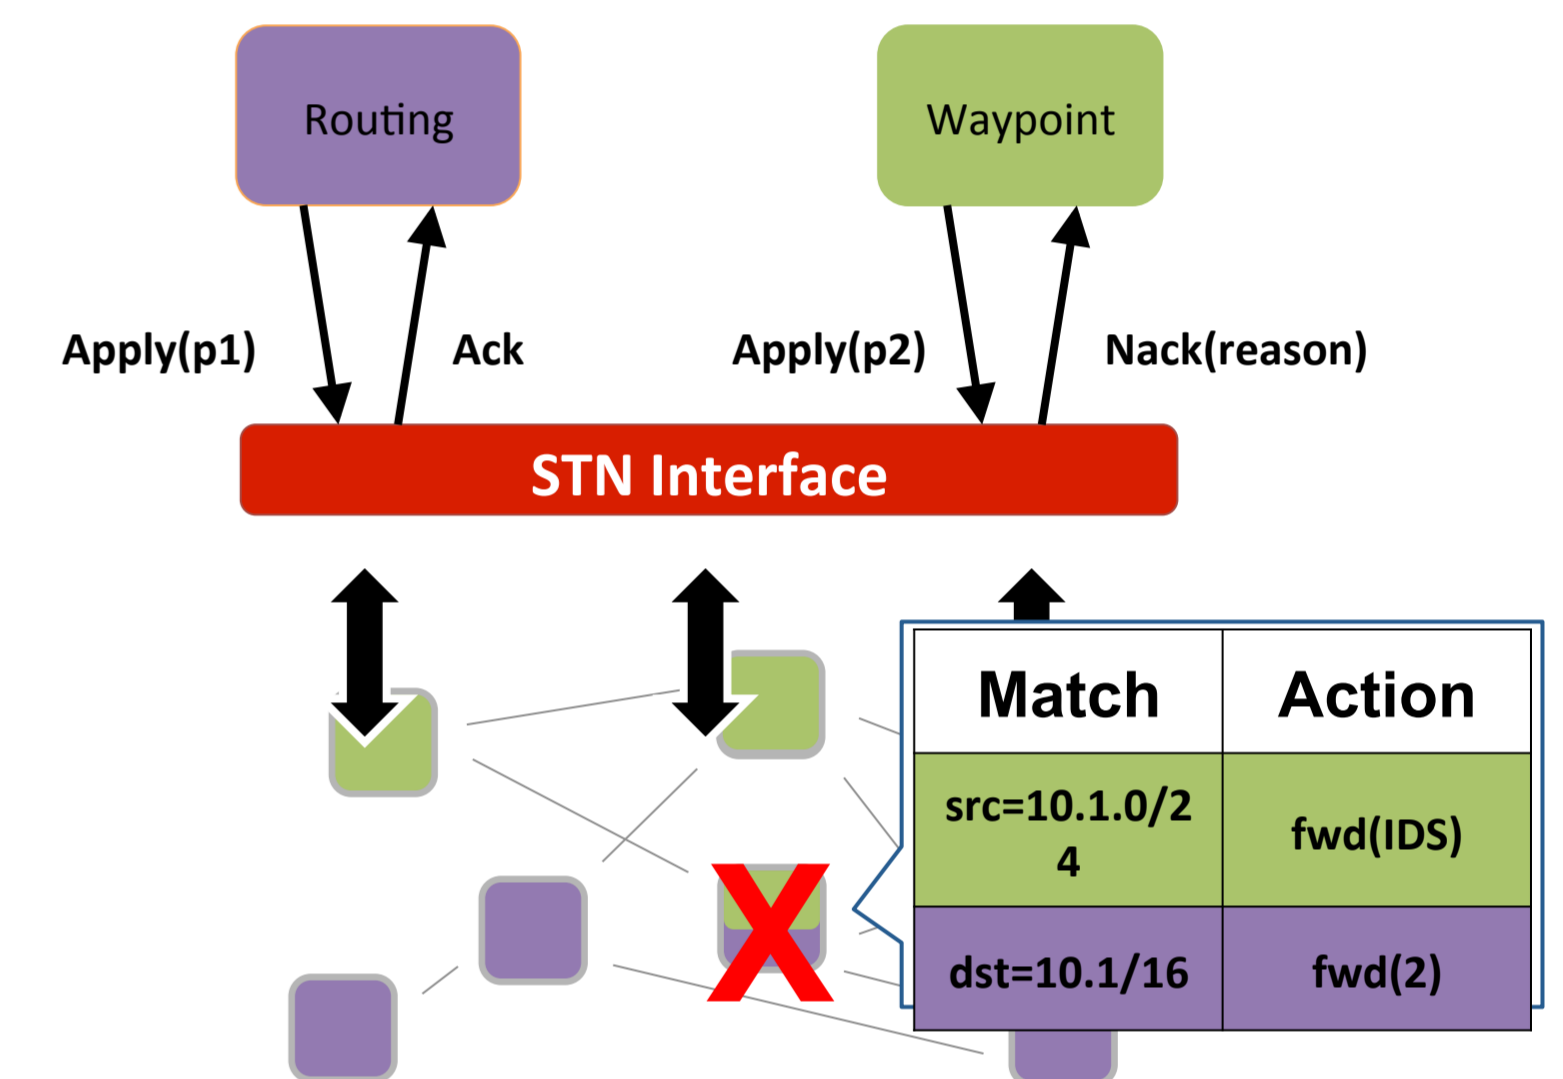 Routing
Waypoint
Apply(p1)
Ack
Apply(p2)
Nack(reason)
STN Interface
Match
Action
src=10.1.0/2
4
fwd(IDS)
dst=10.1/16
fwd(2)
X